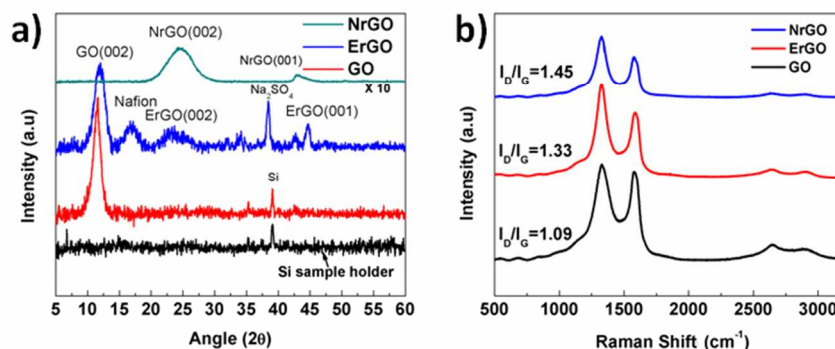 a)
GO(002)
NrGO(002)
NrGO
ErGO
GO
NrGO(001)
X 10
Nafion
ErGO(002)
Na2SO4
ErGO(001)
Si
Si sample holder
Intensity (a.u)
5 10 15 20 25 30 35 40 45 50 55 60
Angle (2θ)
b)
NrGO
ErGO
GO
ID/IG=1.45
ID/IG=1.33
ID/IG=1.09
Intensity (a.u)
500 1000 1500 2000 2500 3000
Raman Shift (cm-1)